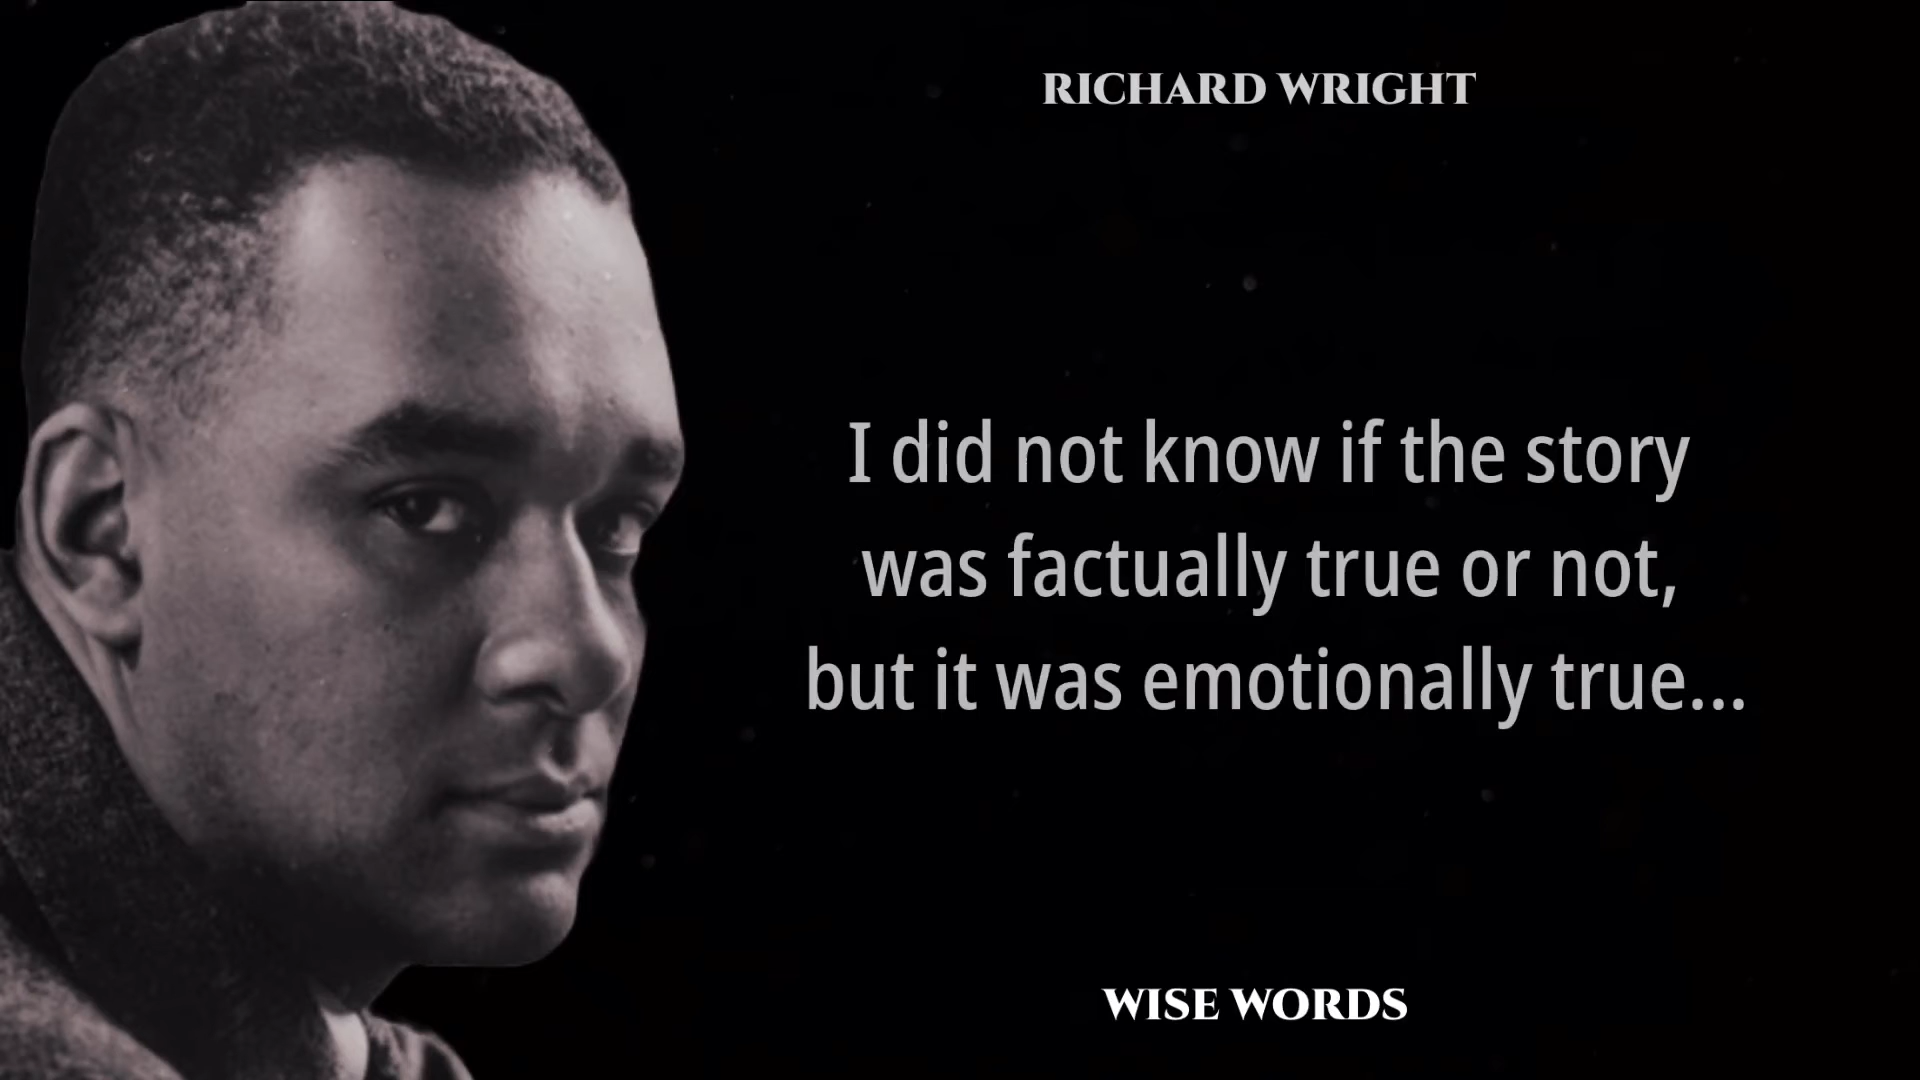 RICHARD WRIGHT
I did not know if the story
was factually true or not,
but it was emotionally true...
WISE WORDS